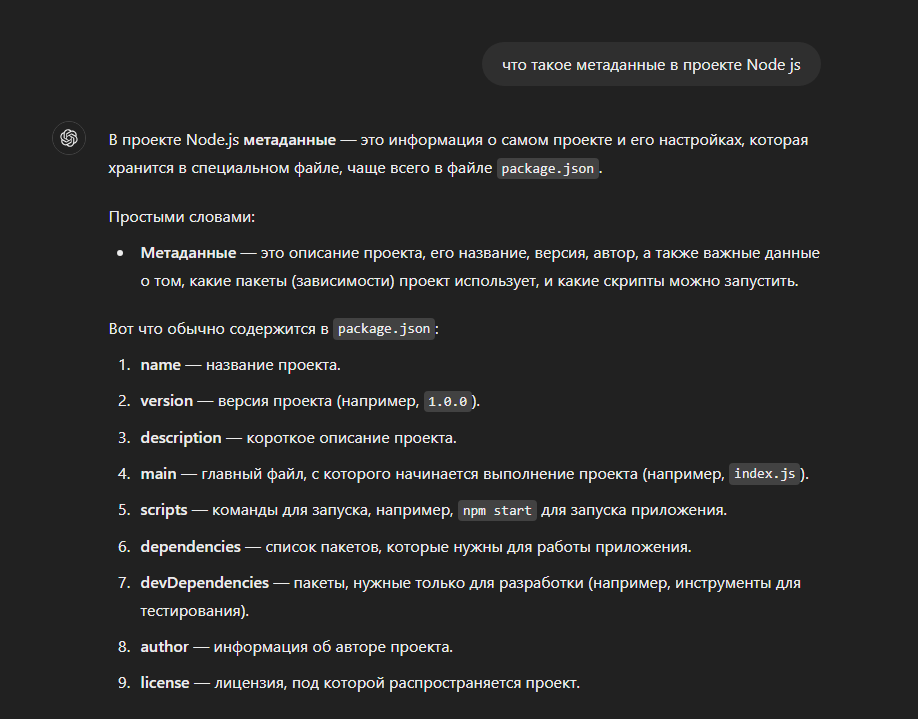 что такое метаданные в проекте Node js
В проекте Node.js метаданные — это информация о самом проекте и его настройках, которая
хранится в специальном файле, чаще всего в файле package.json.
Простыми словами:
• Метаданные — это описание проекта, его название, версия, автор, а также важные данные
о том, какие пакеты (зависимости) проект использует, и какие скрипты можно запустить.
Вот что обычно содержится в package.json:
1. name — название проекта.
2. version — версия проекта (например, 1.0.0).
3. description — короткое описание проекта.
4. main — главный файл, с которого начинается выполнение проекта (например, index.js).
5. scripts — команды для запуска, например, npm start для запуска приложения.
6. dependencies — список пакетов, которые нужны для работы приложения.
7. devDependencies — пакеты, нужные только для разработки (например, инструменты для
тестирования).
8. author — информация об авторе проекта.
9. license — лицензия, под которой распространяется проект.